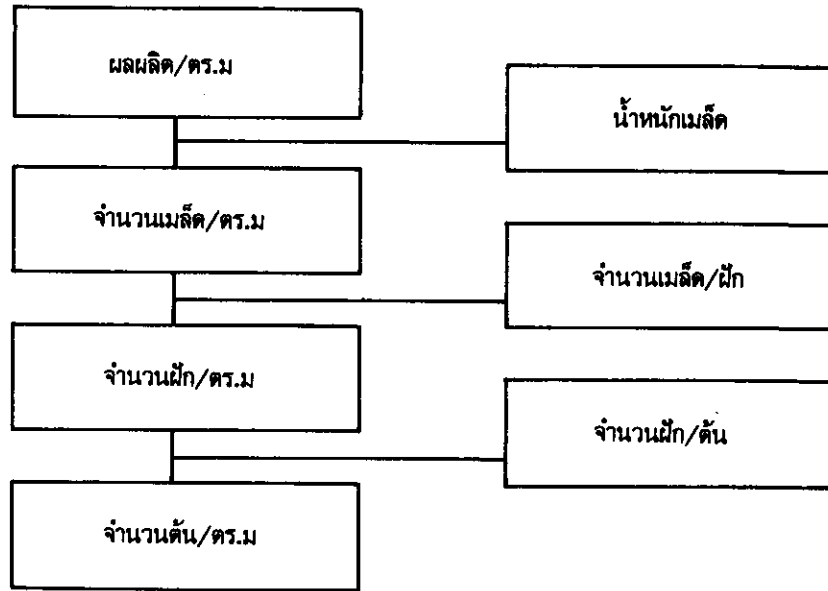 ผลผลิต/ตร.ม
น้ำหนักเมล็ด
จำนวนเมล็ด/ตร.ม
จำนวนเมล็ด/ฝัก
จำนวนฝัก/ตร.ม
จำนวนฝัก/ต้น
จำนวนต้น/ตร.ม